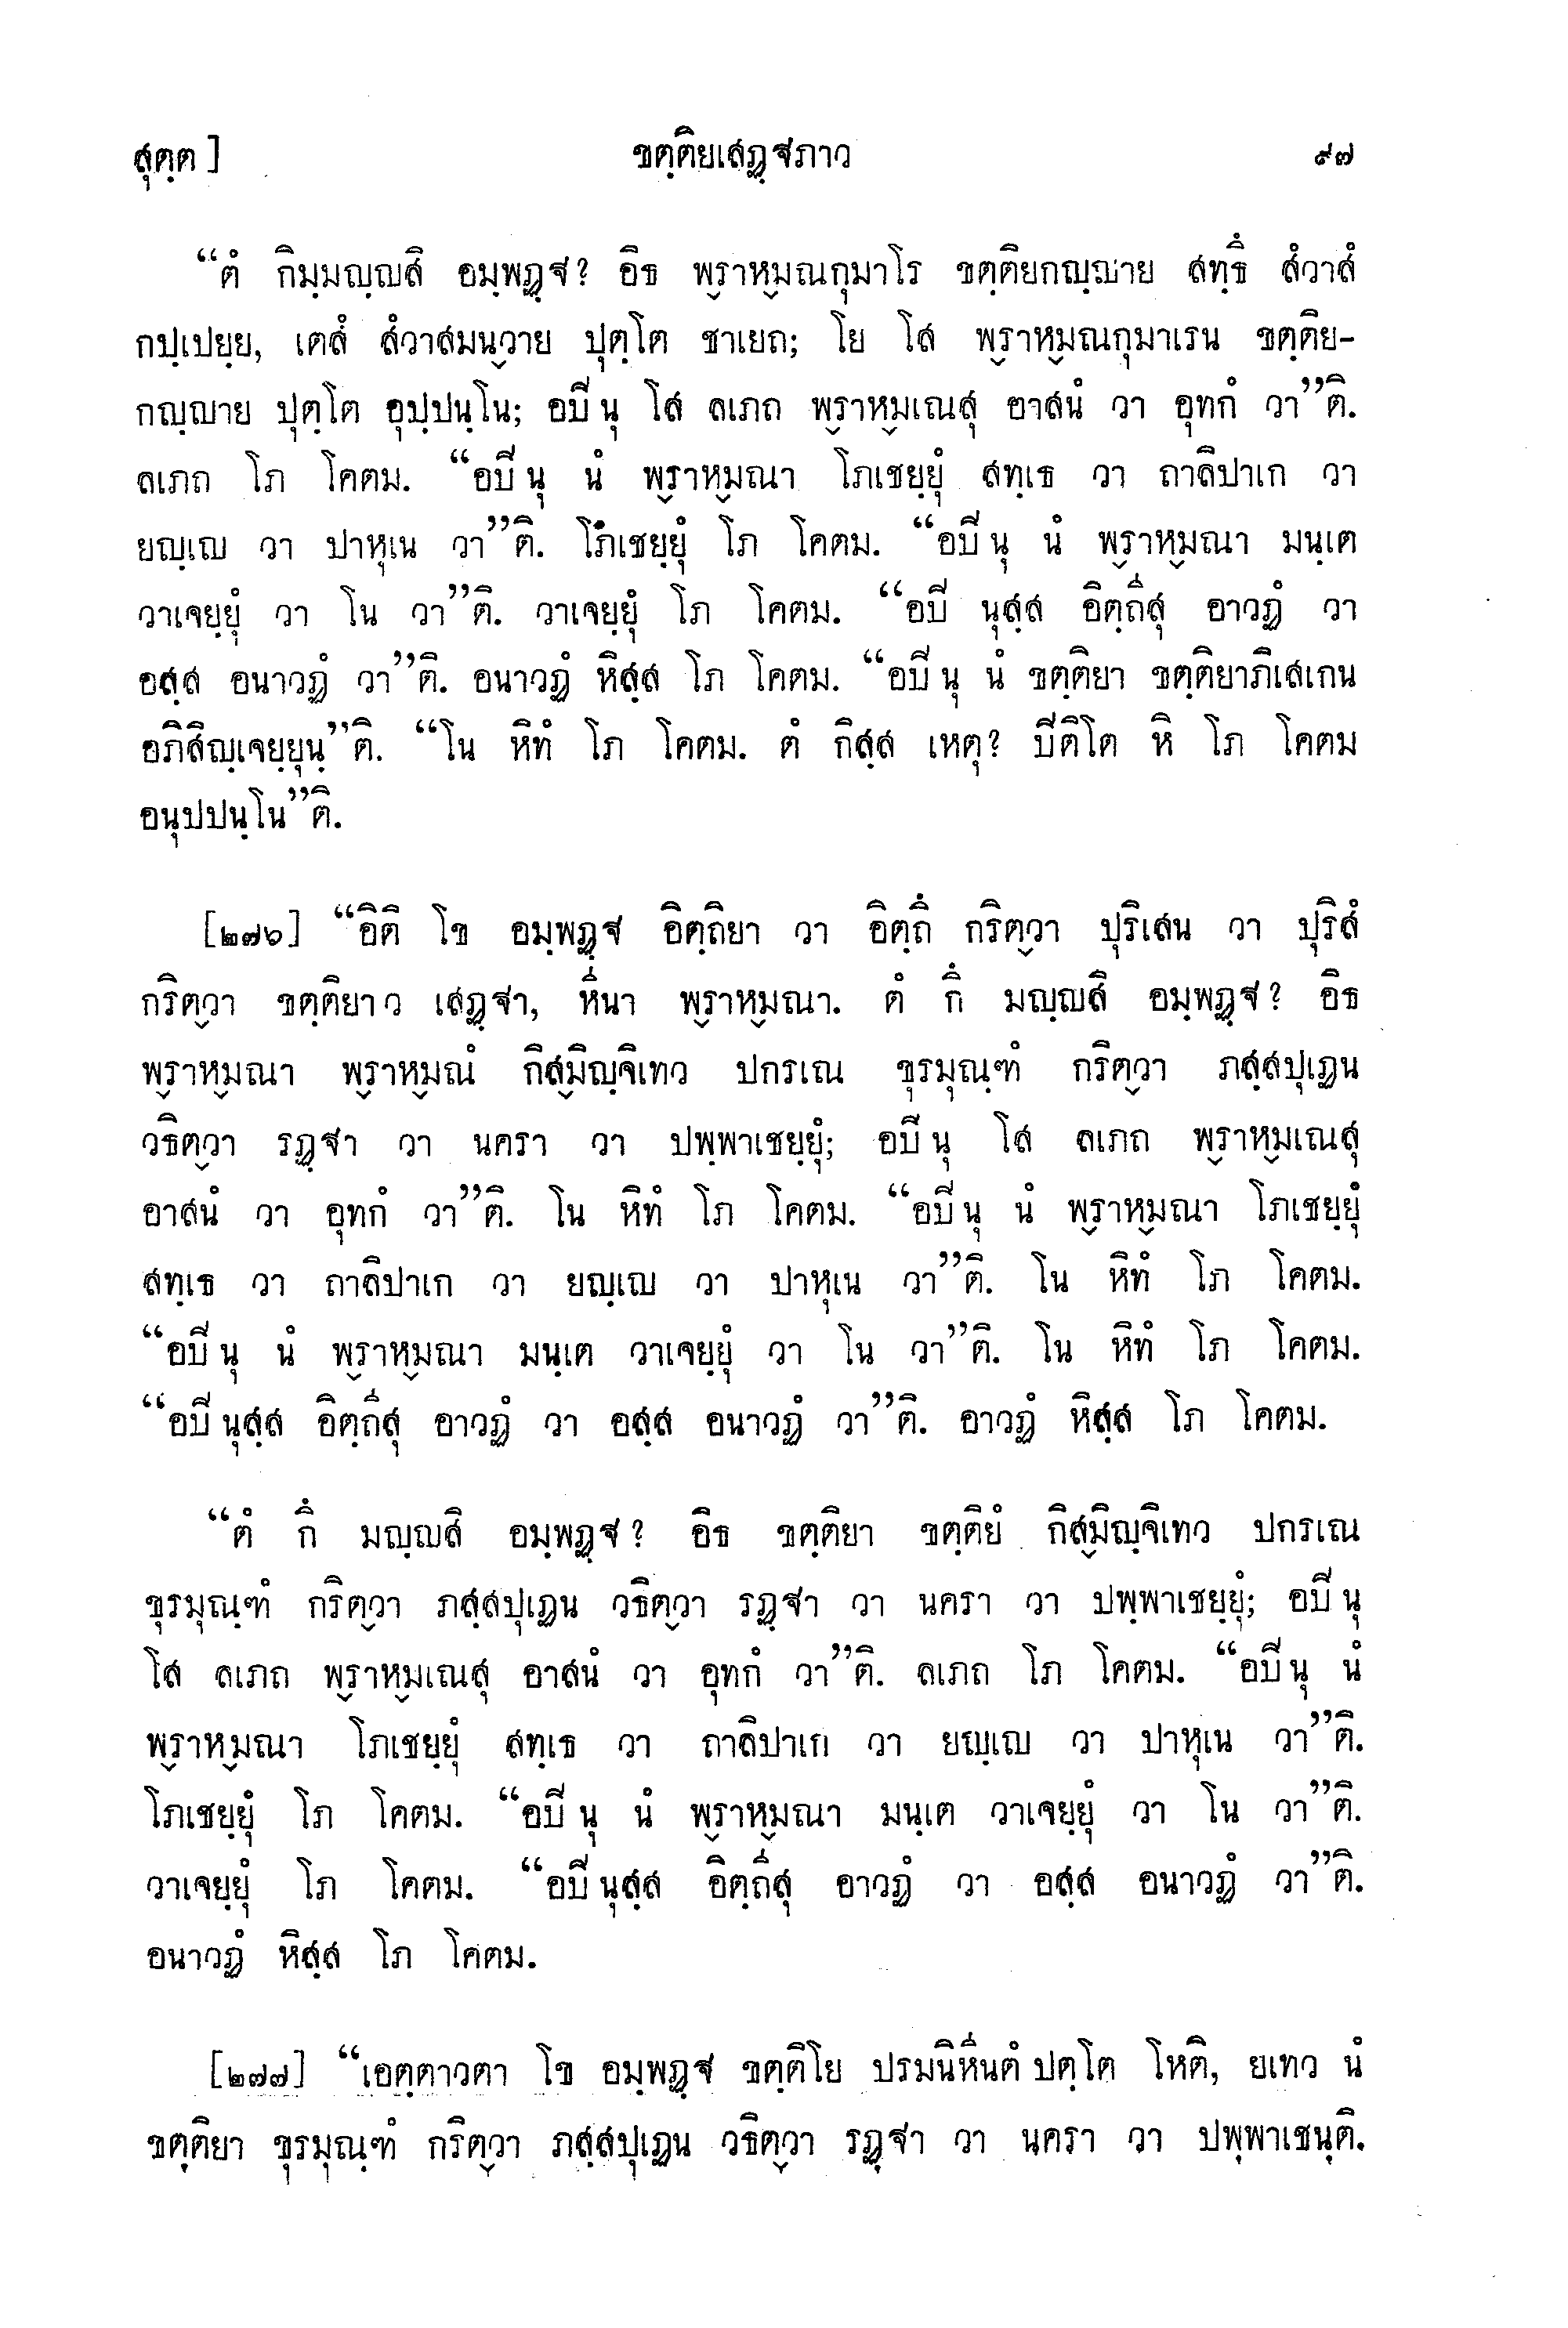 สุตฺต ]
ขตฺติยเสฏฺฐภาว
๙๗
“ตํ กิมฺมญฺญสิ อมฺพฏฺฐ? อิธ พฺราหฺมณกุมาโร ขตฺติยกญฺญาย สทฺธึ สํวาสํ
กปฺเปยฺย, เตสํ สํวาสมนฺวาย ปุตฺโต ชาเยถ; โย โส พฺราหฺมณกุมาเรน ขตฺติย-
กญฺญาย ปุตฺโต อุปฺปนฺโน; อปิ นุ โส ลเภถ พฺราหฺมเณสุ อาสนํ วา อุทกํ วา”ติ.
ลเภถ โภ โคตม. “อปิ นุ นํ พฺราหฺมณา โภเชยฺยุํ สทฺเธ วา ถาลิปาเก วา
ยญฺเญ วา ปาหุเน วา”ติ. โภเชยฺยุํ โภ โคตม. “อปิ นุ นํ พฺราหฺมณา มนฺเต
วาเจยฺยุํ วา โน วา”ติ. วาเจยฺยุํ โภ โคตม. “อปิ นุสฺส อิตฺถีสุ อาวฏํ วา
อสฺส อนาวฏํ วา”ติ. อนาวฏํ หิสฺส โภ โคตม. “อปิ นุ นํ ขตฺติยา ขตฺติยาภิเสเกน
อภิสิญฺเจยฺยุนฺ”ติ. “โน หิทํ โภ โคตม. ตํ กิสฺส เหตุ? ปิติโต หิ โภ โคตม
อนุปปนฺโน”ติ.
[๒๗๖] “อิติ โข อมฺพฏฺฐ อิตฺถิยา วา อิตฺถึ กริตฺวา ปุริเสน วา ปุริสํ
กริตฺวา ขตฺติยา ว เสฏฺฐา, หีนา พฺราหฺมณา. ตํ กึ มญฺญสิ อมฺพฏฺฐ? อิธ
พฺราหฺมณา พฺราหฺมณํ กิสฺมิญฺจิเทว ปกรเณ ขุรมุณฺฑํ กริตฺวา ภสฺสปุเฏน
วธิตฺวา รฏฺฐา วา นครา วา ปพฺพาเชยฺยุํ; อปิ นุ โส ลเภถ พฺราหฺมเณสุ
อาสนํ วา อุทกํ วา”ติ. โน หิทํ โภ โคตม. “อปิ นุ นํ พฺราหฺมณา โภเชยฺยุํ
สทฺเธ วา ถาลิปาเก วา ยญฺเญ วา ปาหุเน วา”ติ. โน หิทํ โภ โคตม.
“อปิ นุ นํ พฺราหฺมณา มนฺเต วาเจยฺยุํ วา โน วา”ติ. โน หิทํ โภ โคตม.
“อปิ นุสฺส อิตฺถีสุ อาวฏํ วา อสฺส อนาวฏํ วา”ติ. อาวฏํ หิสฺส โภ โคตม.
“ตํ กึ มญฺญสิ อมฺพฏฺฐ? อิธ ขตฺติยา ขตฺติยํ กิสฺมิญฺจิเทว ปกรเณ
ขุรมุณฺฑํ กริตฺวา ภสฺสปุเฏน วธิตฺวา รฏฺฐา วา นครา วา ปพฺพาเชยฺยุํ; อปิ นุ
โส ลเภถ พฺราหฺมเณสุ อาสนํ วา อุทกํ วา”ติ. ลเภถ โภ โคตม. “อปิ นุ นํ
พฺราหฺมณา โภเชยฺยุํ สทฺเธ วา ถาลิปาเก วา ยญฺเญ วา ปาหุเน วา”ติ.
โภเชยฺยุํ โภ โคตม. “อปิ นุ นํ พฺราหฺมณา มนฺเต วาเจยฺยุํ วา โน วา”ติ.
วาเจยฺยุํ โภ โคตม. “อปิ นุสฺส อิตฺถีสุ อาวฏํ วา อสฺส อนาวฏํ วา”ติ.
อนาวฏํ หิสฺส โภ โคตม.
[๒๗๗] “เอตฺตาวตา โข อมฺพฏฺฐ ขตฺติโย ปรมนิหีนตํ ปตฺโต โหติ, ยเทว นํ
ขตฺติยา ขุรมุณฺฑํ กริตฺวา ภสฺสปุเฏน วธิตฺวา รฏฺฐา วา นครา วา ปพฺพาเชนฺติ.